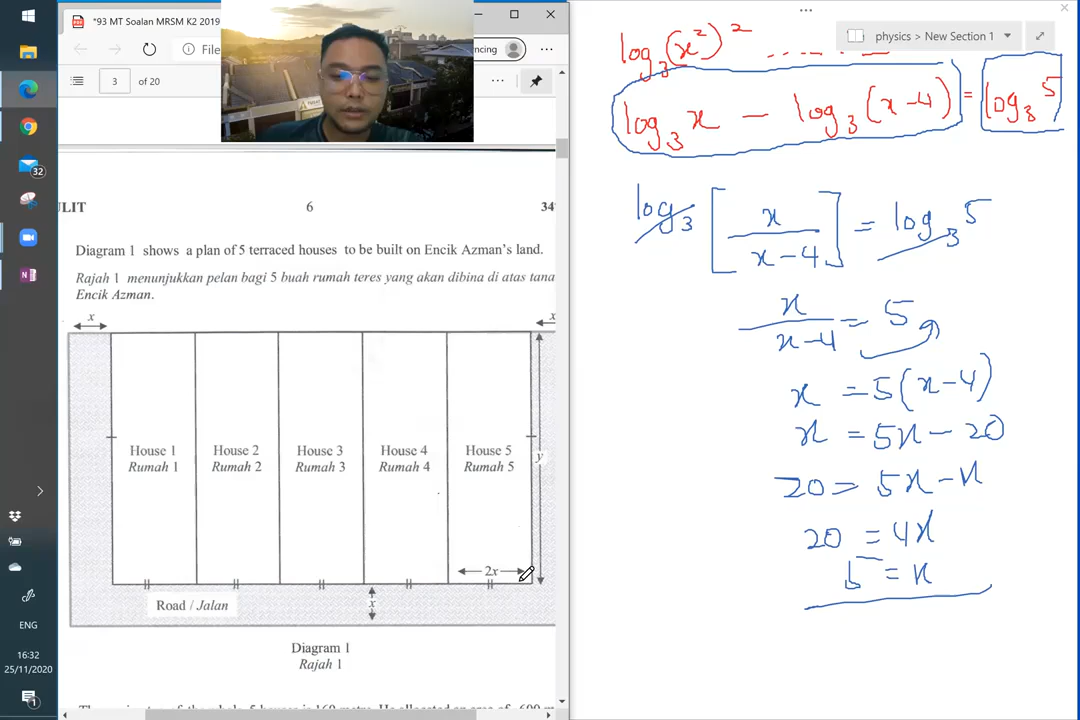 *93 MT Soalan MRSM K2 2019
File
3 of 20
ncing
physics > New Section 1
32
ULIT 6 34
Diagram 1 shows a plan of 5 terraced houses to be built on Encik Azman's land.
Rajah 1 menunjukkan pelan bagi 5 buah rumah teres yang akan dibina di atas tana
Encik Azman.
x x
House 1 House 2 House 3 House 4 House 5
Rumah 1 Rumah 2 Rumah 3 Rumah 4 Rumah 5
y
2x
Road / Jalan
x
Diagram 1
Rajah 1
log₃(x²)²
log₃ x − log₃ (x−4) = log₃ 5
log₃ [x/(x−4)] = log₃ 5
x/(x−4) = 5
x = 5(x−4)
x = 5x − 20
20 = 5x − x
20 = 4x
5 = x
ENG
16:32
25/11/2020
1